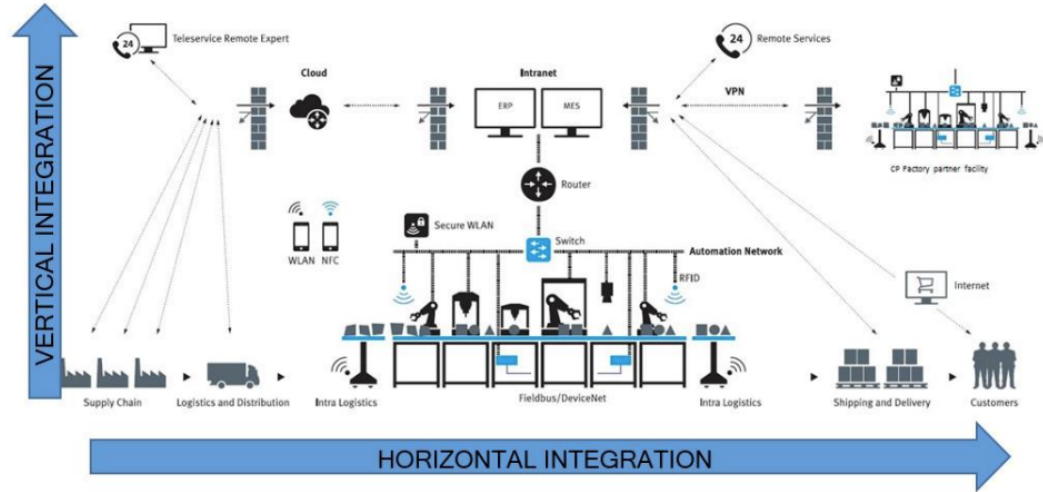 VERTICAL INTEGRATION
24
Teleservice Remote Expert
Cloud
Intranet
ERP
MES
24
Remote Services
VPN
CP Factory partner facility
Router
WLAN
NFC
Secure WLAN
Switch
Automation Network
RFID
Internet
Supply Chain
Logistics and Distribution
Intra Logistics
Fieldbus/DeviceNet
Intra Logistics
Shipping and Delivery
Customers
HORIZONTAL INTEGRATION